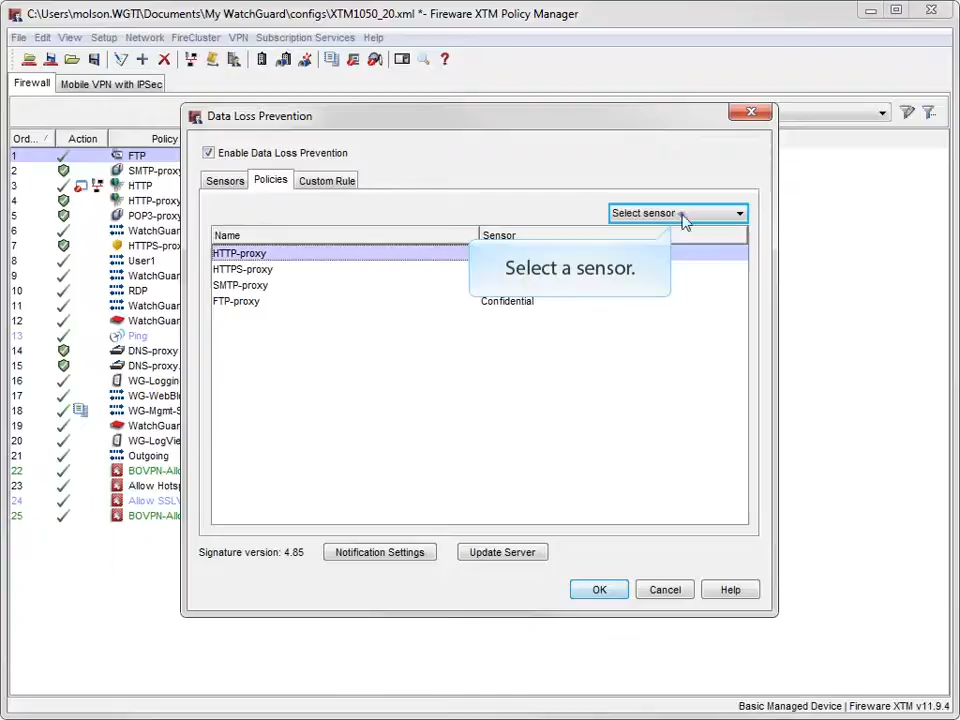 C:\Users\molson.WGTI\Documents\My WatchGuard\configs\XTM1050_20.xml *- Fireware XTM Policy Manager
File Edit View Setup Network FireCluster VPN Subscription Services Help
Firewall Mobile VPN with IPSec
Ord... Action Policy
1 FTP
2 SMTP-proxy
3 HTTP
4 HTTP-proxy
5 POP3-proxy
6 WatchGuar
7 HTTPS-prox
8 User1
9 WatchGuar
10 RDP
11 WatchGuar
12 WatchGuar
13 Ping
14 DNS-proxy
15 DNS-proxy.
16 WG-Loggin
17 WG-WebBl
18 WG-Mgmt-S
19 WatchGuar
20 WG-LogVie
21 Outgoing
22 BOVPN-Allo
23 Allow Hots
24 Allow SSLV
25 BOVPN-Allo
Data Loss Prevention
Enable Data Loss Prevention
Sensors Policies Custom Rule
Select sensor
Name Sensor
HTTP-proxy
HTTPS-proxy
SMTP-proxy
FTP-proxy Confidential
Select a sensor.
Signature version: 4.85 Notification Settings Update Server
OK Cancel Help
Basic Managed Device | Fireware XTM v11.9.4